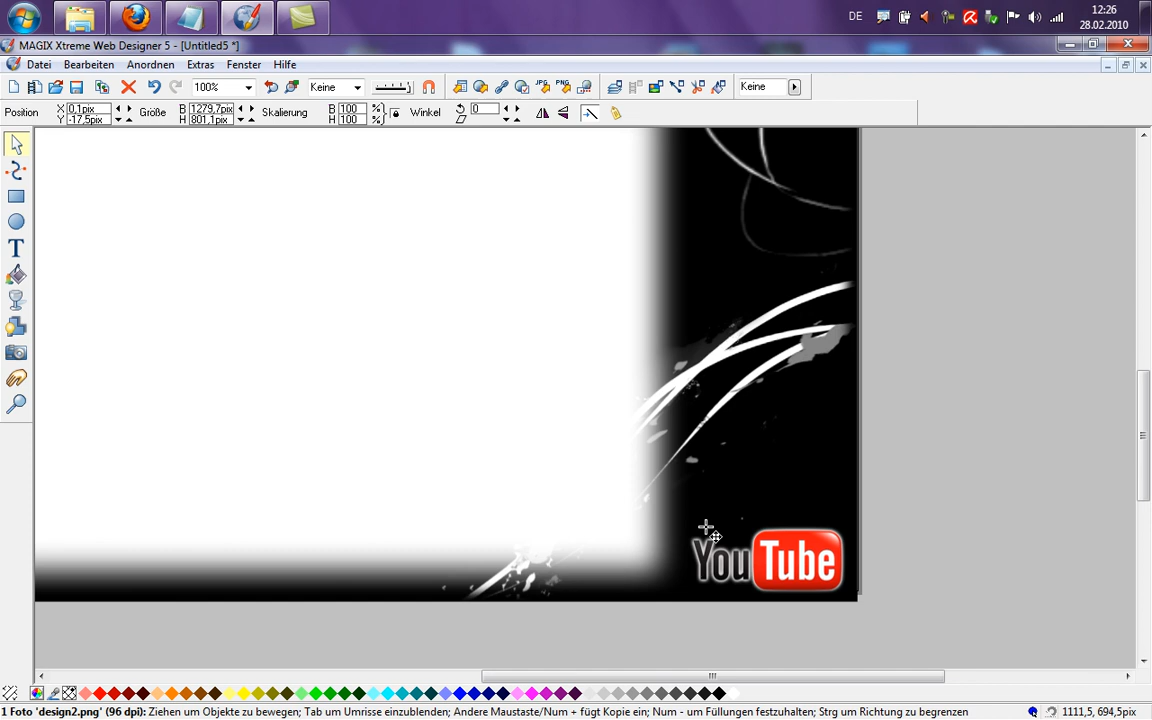 DE
12:26
28.02.2010
MAGIX Xtreme Web Designer 5 - [Untitled5 *]
Datei Bearbeiten Anordnen Extras Fenster Hilfe
100% Keine JPG PNG Keine
Position X 0,1pix Y -17,5pix Größe B 1279,7pix H 801,1pix Skalierung B 100 H 100 % % Winkel 0
T
YouTube
1 Foto 'design2.png' (96 dpi): Ziehen um Objekte zu bewegen; Tab um Umrisse einzublenden; Andere Maustaste/Num + fügt Kopie ein; Num - um Füllungen festzuhalten; Strg um Richtung zu begrenzen
1111,5, 694,5pix